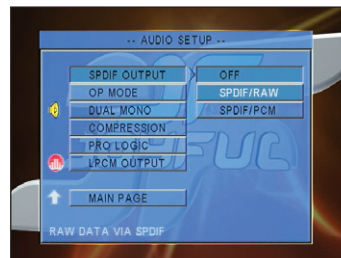 -- AUDIO SETUP --
SPDIF OUTPUT
OFF
OP MODE
SPDIF/RAW
DUAL MONO
SPDIF/PCM
COMPRESSION
PRO LOGIC
LPCM OUTPUT
MAIN PAGE
RAW DATA VIA SPDIF